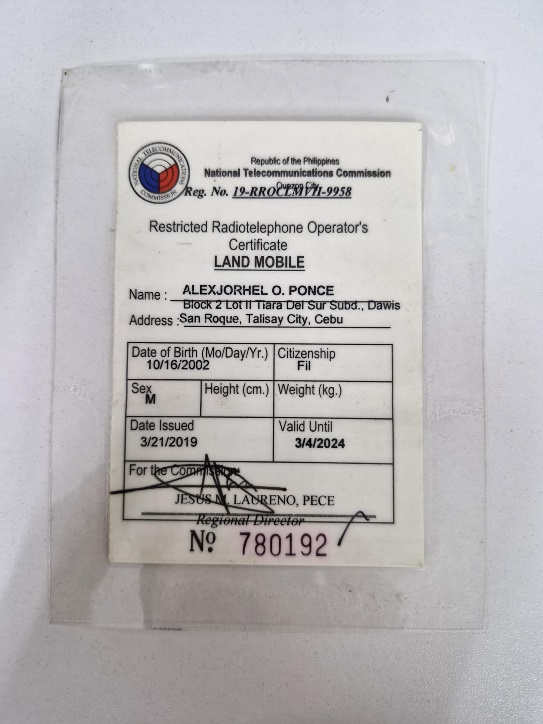 NATIONAL TELECOMMUNICATIONS COMMISSION
Republic of the Philippines
National Telecommunications Commission
Quezon City
Reg. No. 19-RROCLMVII-9958
Restricted Radiotelephone Operator's
Certificate
LAND MOBILE
Name : ALEXJORHEL O. PONCE
Block 2 Lot II Tiara Del Sur Subd., Dawis
Address : San Roque, Talisay City, Cebu
Date of Birth (Mo/Day/Yr.) Citizenship
10/16/2002 Fil
Sex Height (cm.) Weight (kg.)
M
Date Issued Valid Until
3/21/2019 3/4/2024
For the Commission
JESUS M. LAURENO, PECE
Regional Director
Nº 780192